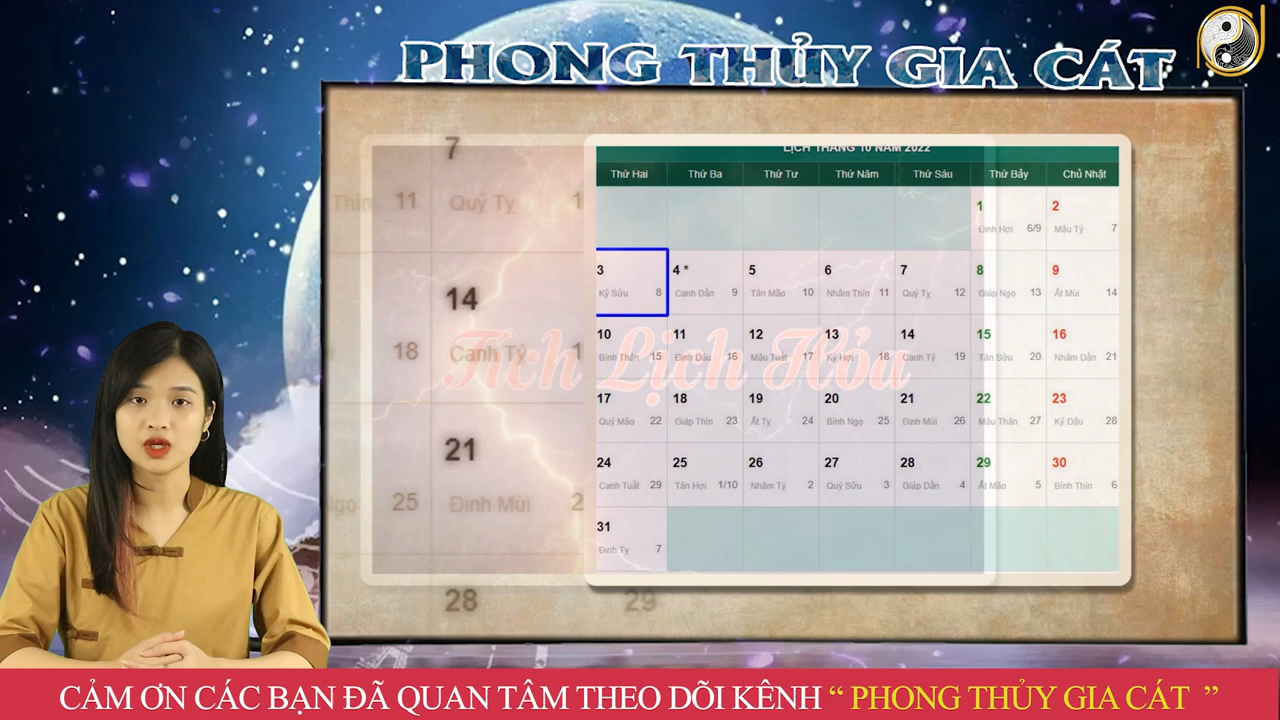 PHONG THỦY GIA CÁT
LỊCH THÁNG 10 NĂM 2022
Thứ Hai Thứ Ba Thứ Tư Thứ Năm Thứ Sáu Thứ Bảy Chủ Nhật
1 2
Đinh Hợi 6/9 Mậu Tý 7
3 4 * 5 6 7 8 9
Kỷ Sửu 8 Canh Dần 9 Tân Mão 10 Nhâm Thìn 11 Quý Tỵ 12 Giáp Ngọ 13 Ất Mùi 14
10 11 12 13 14 15 16
Bính Thân 15 Đinh Dậu 16 Mậu Tuất 17 Kỷ Hợi 18 Canh Tý 19 Tân Sửu 20 Nhâm Dần 21
17 18 19 20 21 22 23
Quý Mão 22 Giáp Thìn 23 Ất Tỵ 24 Bính Ngọ 25 Đinh Mùi 26 Mậu Thân 27 Kỷ Dậu 28
24 25 26 27 28 29 30
Canh Tuất 29 Tân Hợi 1/10 Nhâm Tý 2 Quý Sửu 3 Giáp Dần 4 Ất Mão 5 Bính Thìn 6
31
Đinh Tỵ 7
7
11 Quý Tỵ
14
18 Canh Tý
21
25 Đinh Mùi
28 29
Tích Lịch Hỏa
CẢM ƠN CÁC BẠN ĐÃ QUAN TÂM THEO DÕI KÊNH “ PHONG THỦY GIA CÁT ”